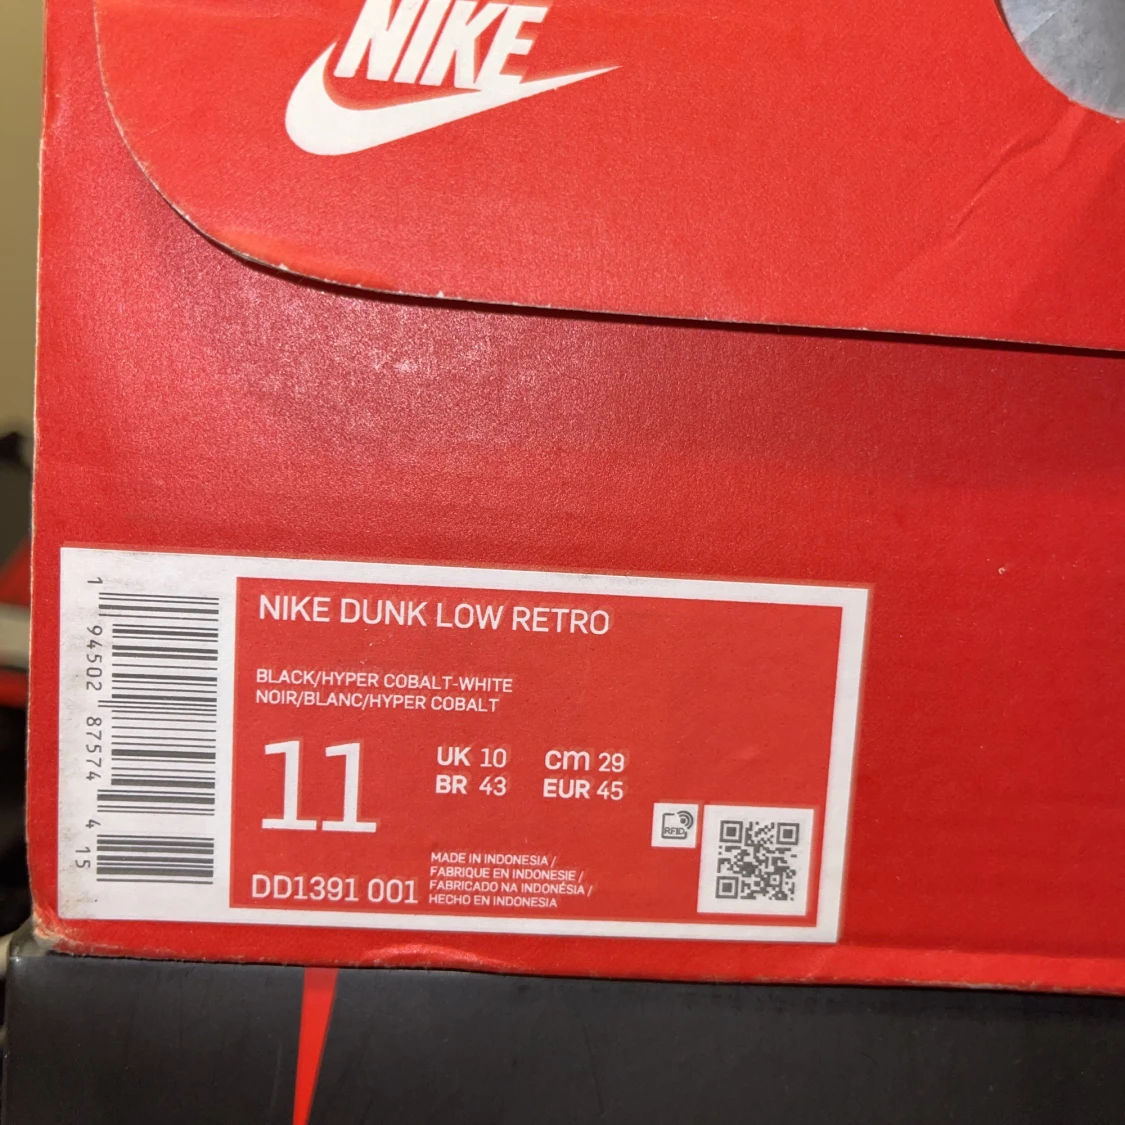 NIKE
NIKE DUNK LOW RETRO
BLACK/HYPER COBALT-WHITE
NOIR/BLANC/HYPER COBALT
11
UK 10 cm 29
BR 43 EUR 45
RFID
MADE IN INDONESIA /
FABRIQUE EN INDONESIE /
FABRICADO NA INDONÉSIA /
HECHO EN INDONESIA
DD1391 001
1 94502 87574 4 15